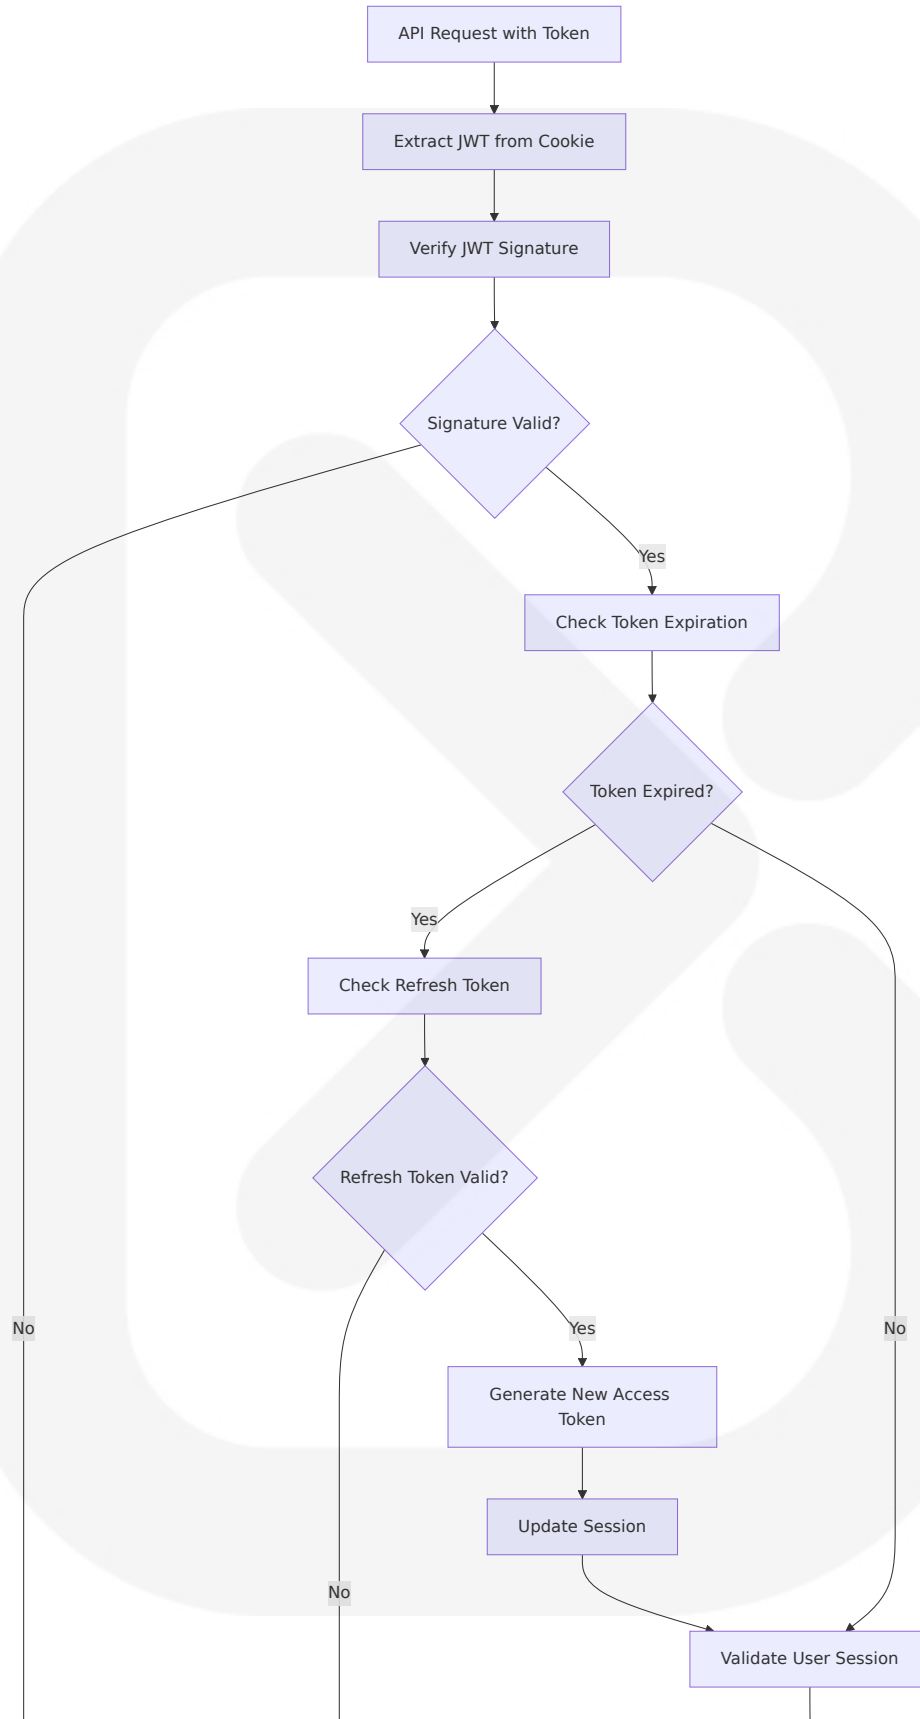 API Request with Token
Extract JWT from Cookie
Verify JWT Signature
Signature Valid?
Yes
Check Token Expiration
Token Expired?
Yes
Check Refresh Token
Refresh Token Valid?
No
Yes
No
Generate New Access
Token
Update Session
No
Validate User Session